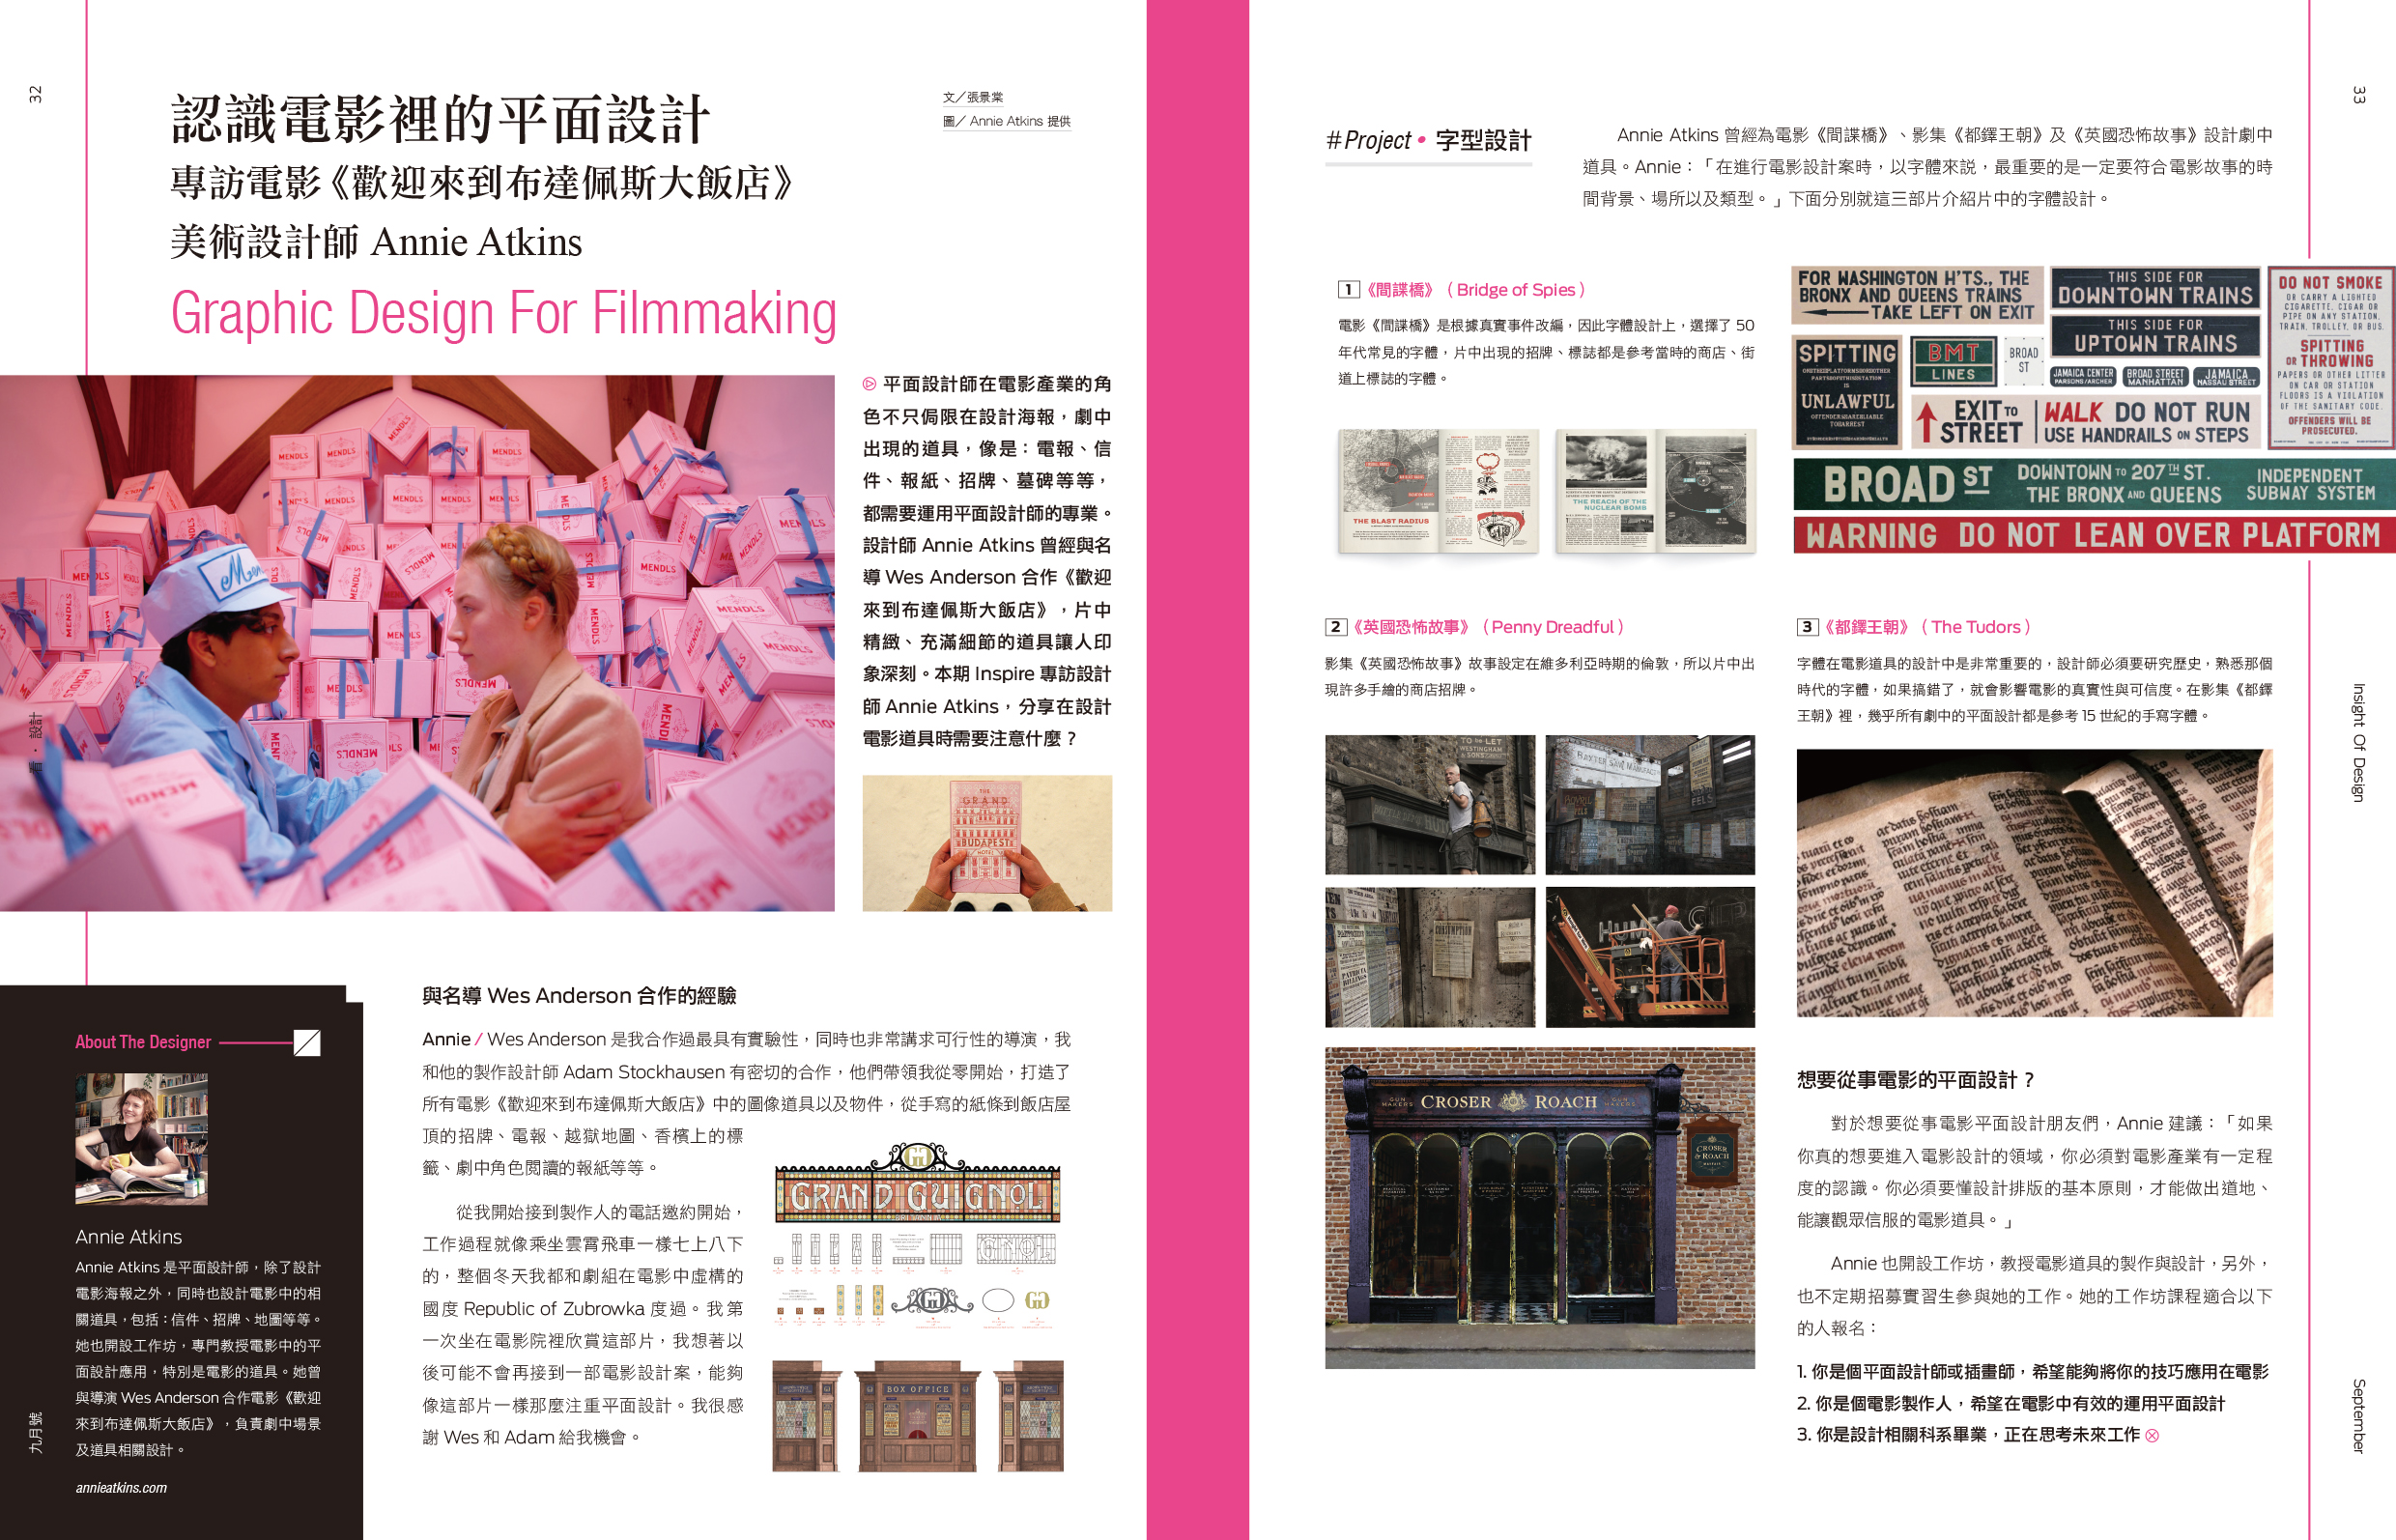 32
認識電影裡的平面設計
專訪電影《歡迎來到布達佩斯大飯店》
美術設計師 Annie Atkins
Graphic Design For Filmmaking
文／張景棠
圖／ Annie Atkins 提供
平面設計師在電影產業的角
色不只侷限在設計海報，劇中
出現的道具，像是：電報、信
件、報紙、招牌、墓碑等等，
都需要運用平面設計師的專業。
設計師 Annie Atkins 曾經與名
導 Wes Anderson 合作《歡迎
來到布達佩斯大飯店》，片中
精緻、充滿細節的道具讓人印
象深刻。本期 Inspire 專訪設計
師 Annie Atkins，分享在設計
電影道具時需要注意什麼？
MENDL'S
THE
GRAND
BUDAPEST
HOTEL
看・設計
About The Designer
Annie Atkins
Annie Atkins 是平面設計師，除了設計
電影海報之外，同時也設計電影中的相
關道具，包括：信件、招牌、地圖等等。
她也開設工作坊，專門教授電影中的平
面設計應用，特別是電影的道具。她曾
與導演 Wes Anderson 合作電影《歡迎
來到布達佩斯大飯店》，負責劇中場景
及道具相關設計。
annieatkins.com
九月號
與名導 Wes Anderson 合作的經驗
Annie / Wes Anderson 是我合作過最具有實驗性，同時也非常講求可行性的導演，我
和他的製作設計師 Adam Stockhausen 有密切的合作，他們帶領我從零開始，打造了
所有電影《歡迎來到布達佩斯大飯店》中的圖像道具以及物件，從手寫的紙條到飯店屋
頂的招牌、電報、越獄地圖、香檳上的標
籤、劇中角色閱讀的報紙等等。
從我開始接到製作人的電話邀約開始，
工作過程就像乘坐雲霄飛車一樣七上八下
的，整個冬天我都和劇組在電影中虛構的
國度 Republic of Zubrowka 度過。我第
一次坐在電影院裡欣賞這部片，我想著以
後可能不會再接到一部電影設計案，能夠
像這部片一樣那麼注重平面設計。我很感
謝 Wes 和 Adam 給我機會。
GG
GRAND GUIGNOL
GNOL
BOX OFFICE
33
#Project • 字型設計
Annie Atkins 曾經為電影《間諜橋》、影集《都鐸王朝》及《英國恐怖故事》設計劇中
道具。Annie：「在進行電影設計案時，以字體來説，最重要的是一定要符合電影故事的時
間背景、場所以及類型。」下面分別就這三部片介紹片中的字體設計。
1 《間諜橋》（Bridge of Spies）
電影《間諜橋》是根據真實事件改編，因此字體設計上，選擇了 50
年代常見的字體，片中出現的招牌、標誌都是參考當時的商店、街
道上標誌的字體。
THE BLAST RADIUS
THE REACH OF THE
NUCLEAR BOMB
FOR WASHINGTON H'TS., THE
BRONX AND QUEENS TRAINS
TAKE LEFT ON EXIT
THIS SIDE FOR
DOWNTOWN TRAINS
THIS SIDE FOR
UPTOWN TRAINS
DO NOT SMOKE
OR CARRY A LIGHTED
CIGARETTE, CIGAR OR
PIPE ON ANY STATION,
TRAIN, TROLLEY, OR BUS.
SPITTING
OR THROWING
PAPERS OR OTHER LITTER
ON CAR OR STATION
FLOORS IS A VIOLATION
OF THE SANITARY CODE.
OFFENDERS WILL BE
PROSECUTED.
SPITTING
IS
UNLAWFUL
BMT
LINES
BROAD
ST
JAMAICA CENTER
PARSONS/ARCHER
BROAD STREET
MANHATTAN
JAMAICA
NASSAU STREET
EXIT TO
STREET
WALK DO NOT RUN
USE HANDRAILS ON STEPS
BROAD ST
DOWNTOWN TO 207TH ST.
THE BRONX AND QUEENS
INDEPENDENT
SUBWAY SYSTEM
WARNING DO NOT LEAN OVER PLATFORM
2 《英國恐怖故事》（Penny Dreadful）
影集《英國恐怖故事》故事設定在維多利亞時期的倫敦，所以片中出
現許多手繪的商店招牌。
TO BE LET
WESTINGHAM
& SONS
CONSUMPTION
HUME
CROSER ROACH
CROSER
& ROACH
3 《都鐸王朝》（The Tudors）
字體在電影道具的設計中是非常重要的，設計師必須要研究歷史，熟悉那個
時代的字體，如果搞錯了，就會影響電影的真實性與可信度。在影集《都鐸
王朝》裡，幾乎所有劇中的平面設計都是參考 15 世紀的手寫字體。
想要從事電影的平面設計？
對於想要從事電影平面設計朋友們，Annie 建議：「如果
你真的想要進入電影設計的領域，你必須對電影產業有一定程
度的認識。你必須要懂設計排版的基本原則，才能做出道地、
能讓觀眾信服的電影道具。」
Annie 也開設工作坊，教授電影道具的製作與設計，另外，
也不定期招募實習生參與她的工作。她的工作坊課程適合以下
的人報名：
1. 你是個平面設計師或插畫師，希望能夠將你的技巧應用在電影
2. 你是個電影製作人，希望在電影中有效的運用平面設計
3. 你是設計相關科系畢業，正在思考未來工作
Insight Of Design
September